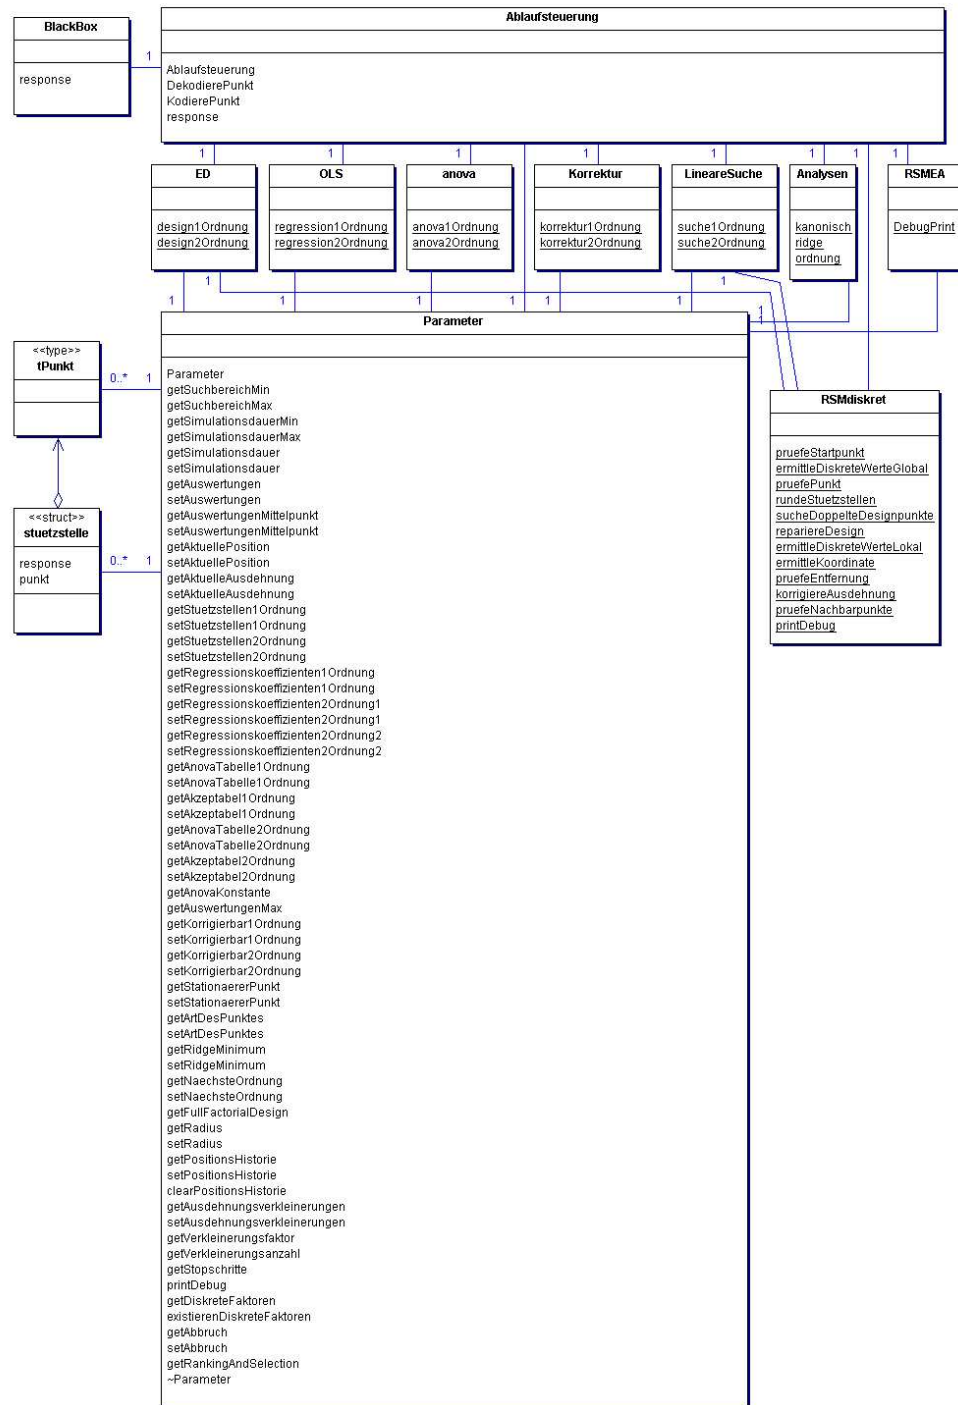 BlackBox
response
1
Ablaufsteuerung
Ablaufsteuerung
DekodierePunkt
KodierePunkt
response
1 1 1 1 1 1 1 1
ED
design1Ordnung
design2Ordnung
OLS
regression1Ordnung
regression2Ordnung
anova
anova1Ordnung
anova2Ordnung
Korrektur
korrektur1Ordnung
korrektur2Ordnung
LineareSuche
suche1Ordnung
suche2Ordnung
Analysen
kanonisch
ridge
ordnung
RSMEA
DebugPrint
1 1
1 1 1 1 1 1 1
1
<<type>>
tPunkt
0..* 1
<<struct>>
stuetzstelle
response
punkt
0..* 1
Parameter
Parameter
getSuchbereichMin
getSuchbereichMax
getSimulationsdauerMin
getSimulationsdauerMax
getSimulationsdauer
setSimulationsdauer
getAuswertungen
setAuswertungen
getAuswertungenMittelpunkt
setAuswertungenMittelpunkt
getAktuellePosition
setAktuellePosition
getAktuelleAusdehnung
setAktuelleAusdehnung
getStuetzstellen1Ordnung
setStuetzstellen1Ordnung
getStuetzstellen2Ordnung
setStuetzstellen2Ordnung
getRegressionskoeffizienten1Ordnung
setRegressionskoeffizienten1Ordnung
getRegressionskoeffizienten2Ordnung1
setRegressionskoeffizienten2Ordnung1
getRegressionskoeffizienten2Ordnung2
setRegressionskoeffizienten2Ordnung2
getAnovaTabelle1Ordnung
setAnovaTabelle1Ordnung
getAkzeptabel1Ordnung
setAkzeptabel1Ordnung
getAnovaTabelle2Ordnung
setAnovaTabelle2Ordnung
getAkzeptabel2Ordnung
setAkzeptabel2Ordnung
getAnovaKonstante
getAuswertungenMax
getKorrigierbar1Ordnung
setKorrigierbar1Ordnung
getKorrigierbar2Ordnung
setKorrigierbar2Ordnung
getStationaererPunkt
setStationaererPunkt
getArtDesPunktes
setArtDesPunktes
getRidgeMinimum
setRidgeMinimum
getNaechsteOrdnung
setNaechsteOrdnung
getFullFactorialDesign
getRadius
setRadius
getPositionsHistorie
setPositionsHistorie
clearPositionsHistorie
getAusdehnungsverkleinerungen
setAusdehnungsverkleinerungen
getVerkleinerungsfaktor
getVerkleinerungsanzahl
getStopschritte
printDebug
getDiskreteFaktoren
existierenDiskreteFaktoren
getAbbruch
setAbbruch
getRankingAndSelection
~Parameter
RSMdiskret
pruefeStartpunkt
ermittleDiskreteWerteGlobal
pruefePunkt
rundeStuetzstellen
sucheDoppelteDesignpunkte
repariereDesign
ermittleDiskreteWerteLokal
ermittleKoordinate
pruefeEntfernung
korrigiereAusdehnung
pruefeNachbarpunkte
printDebug